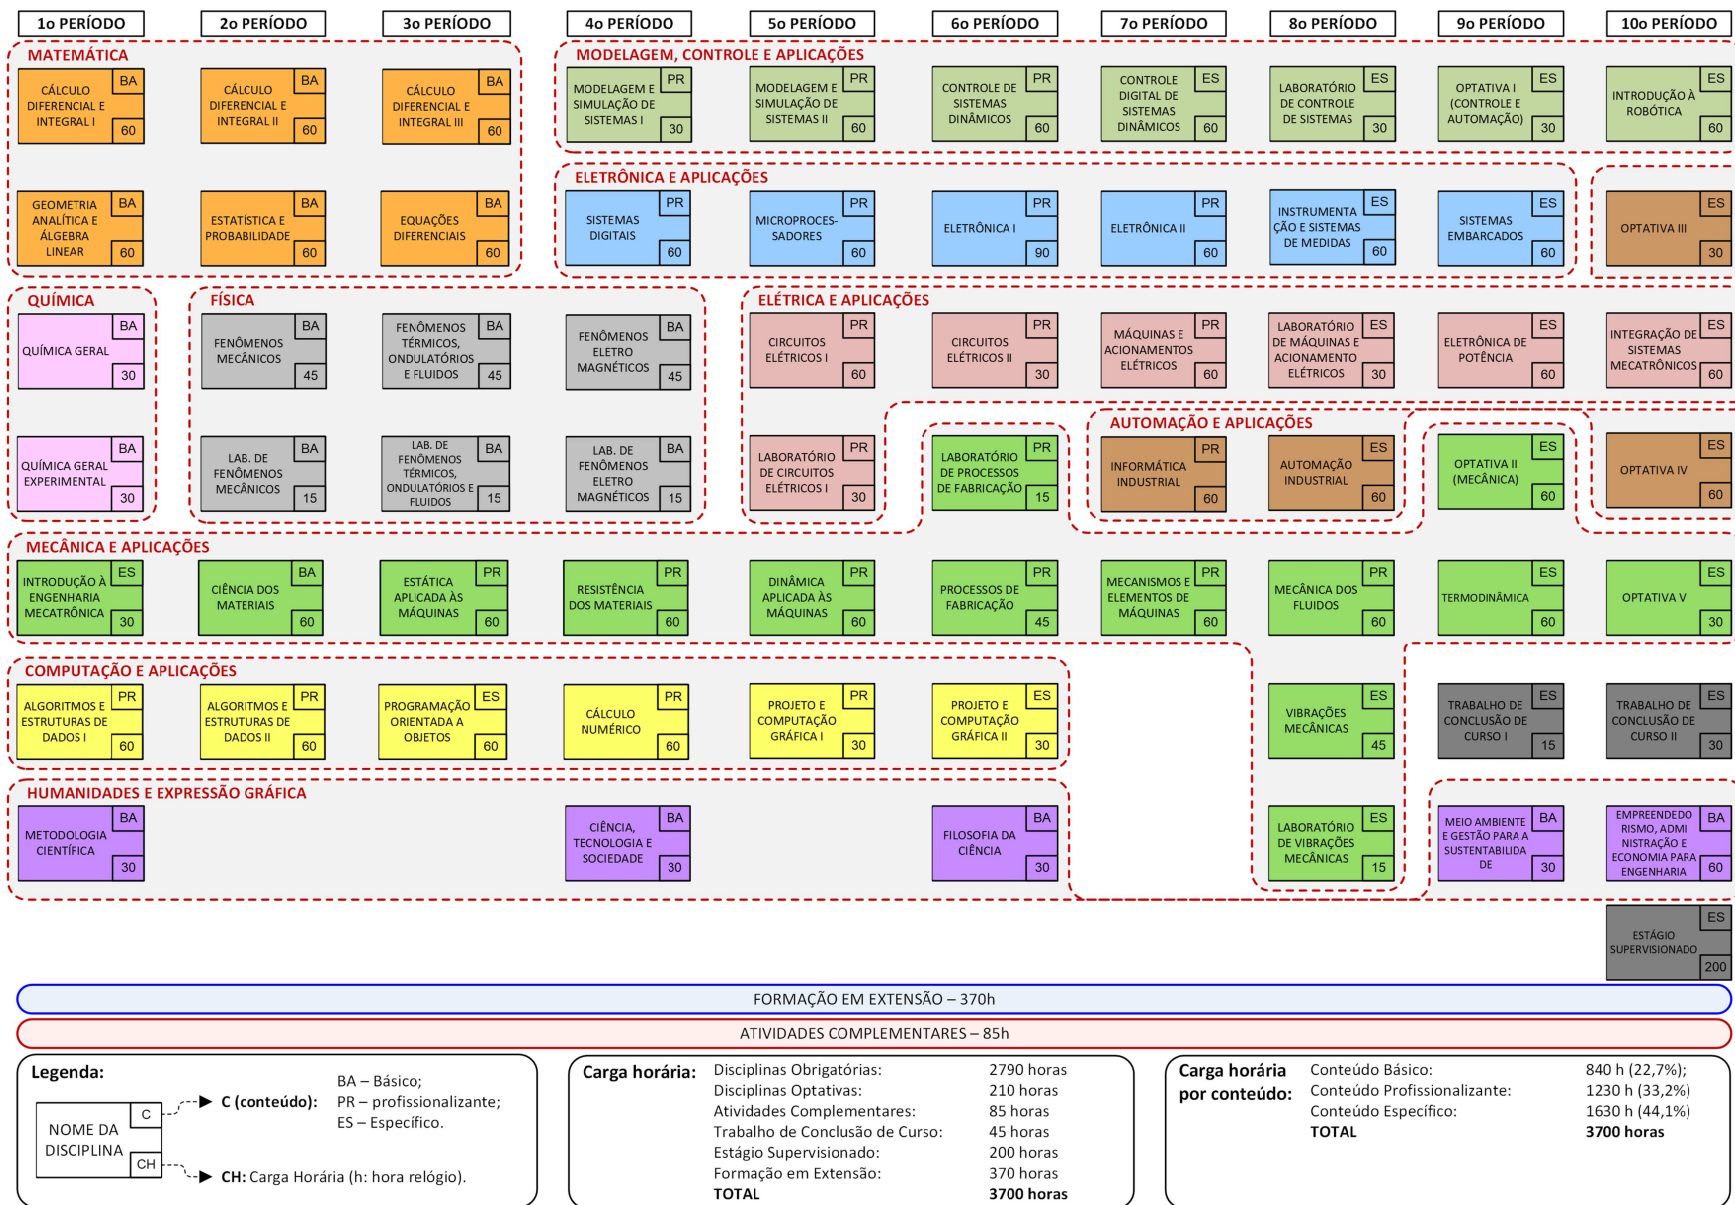 1o PERÍODO
2o PERÍODO
3o PERÍODO
4o PERÍODO
5o PERÍODO
6o PERÍODO
7o PERÍODO
8o PERÍODO
9o PERÍODO
10o PERÍODO
MATEMÁTICA
CÁLCULO
DIFERENCIAL E
INTEGRAL I
BA
60
CÁLCULO
DIFERENCIAL E
INTEGRAL II
BA
60
CÁLCULO
DIFERENCIAL E
INTEGRAL III
BA
60
MODELAGEM, CONTROLE E APLICAÇÕES
MODELAGEM E
SIMULAÇÃO DE
SISTEMAS I
PR
30
MODELAGEM E
SIMULAÇÃO DE
SISTEMAS II
PR
60
CONTROLE DE
SISTEMAS
DINÂMICOS
PR
60
CONTROLE
DIGITAL DE
SISTEMAS
DINÂMICOS
ES
60
LABORATÓRIO
DE CONTROLE
DE SISTEMAS
ES
30
OPTATIVA I
(CONTROLE E
AUTOMAÇÃO)
ES
30
INTRODUÇÃO À
ROBÓTICA
ES
60
GEOMETRIA
ANALÍTICA E
ÁLGEBRA
LINEAR
BA
60
ESTATÍSTICA E
PROBABILIDADE
BA
60
EQUAÇÕES
DIFERENCIAIS
BA
60
ELETRÔNICA E APLICAÇÕES
SISTEMAS
DIGITAIS
PR
60
MICROPROCES-
SADORES
PR
60
ELETRÔNICA I
PR
90
ELETRÔNICA II
PR
60
INSTRUMENTA
ÇÃO E SISTEMAS
DE MEDIDAS
ES
60
SISTEMAS
EMBARCADOS
ES
60
OPTATIVA III
ES
30
QUÍMICA
QUÍMICA GERAL
BA
30
FÍSICA
FENÔMENOS
MECÂNICOS
BA
45
FENÔMENOS
TÉRMICOS,
ONDULATÓRIOS
E FLUIDOS
BA
45
FENÔMENOS
ELETRO
MAGNÉTICOS
BA
45
ELÉTRICA E APLICAÇÕES
CIRCUITOS
ELÉTRICOS I
PR
60
CIRCUITOS
ELÉTRICOS II
PR
30
MÁQUINAS E
ACIONAMENTOS
ELÉTRICOS
PR
60
LABORATÓRIO
DE MÁQUINAS E
ACIONAMENTO
ELÉTRICOS
ES
30
ELETRÔNICA DE
POTÊNCIA
ES
60
INTEGRAÇÃO DE
SISTEMAS
MECATRÔNICOS
ES
60
QUÍMICA GERAL
EXPERIMENTAL
BA
30
LAB. DE
FENÔMENOS
MECÂNICOS
BA
15
LAB. DE
FENÔMENOS
TÉRMICOS,
ONDULATÓRIOS E
FLUIDOS
BA
15
LAB. DE
FENÔMENOS
ELETRO
MAGNÉTICOS
BA
15
LABORATÓRIO
DE CIRCUITOS
ELÉTRICOS I
PR
30
LABORATÓRIO
DE PROCESSOS
DE FABRICAÇÃO
PR
15
AUTOMAÇÃO E APLICAÇÕES
INFORMÁTICA
INDUSTRIAL
PR
60
AUTOMAÇÃO
INDUSTRIAL
ES
60
OPTATIVA II
(MECÂNICA)
ES
60
OPTATIVA IV
ES
60
MECÂNICA E APLICAÇÕES
INTRODUÇÃO À
ENGENHARIA
MECATRÔNICA
ES
30
CIÊNCIA DOS
MATERIAIS
BA
60
ESTÁTICA
APLICADA ÀS
MÁQUINAS
PR
60
RESISTÊNCIA
DOS MATERIAIS
PR
60
DINÂMICA
APLICADA ÀS
MÁQUINAS
PR
60
PROCESSOS DE
FABRICAÇÃO
PR
45
MECANISMOS E
ELEMENTOS DE
MÁQUINAS
PR
60
MECÂNICA DOS
FLUIDOS
PR
60
TERMODINÂMICA
ES
60
OPTATIVA V
ES
30
COMPUTAÇÃO E APLICAÇÕES
ALGORITMOS E
ESTRUTURAS DE
DADOS I
PR
60
ALGORITMOS E
ESTRUTURAS DE
DADOS II
PR
60
PROGRAMAÇÃO
ORIENTADA A
OBJETOS
ES
60
CÁLCULO
NUMÉRICO
PR
60
PROJETO E
COMPUTAÇÃO
GRÁFICA I
PR
30
PROJETO E
COMPUTAÇÃO
GRÁFICA II
ES
30
VIBRAÇÕES
MECÂNICAS
ES
45
TRABALHO DE
CONCLUSÃO DE
CURSO I
ES
15
TRABALHO DE
CONCLUSÃO DE
CURSO II
ES
30
HUMANIDADES E EXPRESSÃO GRÁFICA
METODOLOGIA
CIENTÍFICA
BA
30
CIÊNCIA,
TECNOLOGIA E
SOCIEDADE
BA
30
FILOSOFIA DA
CIÊNCIA
BA
30
LABORATÓRIO
DE VIBRAÇÕES
MECÂNICAS
ES
15
MEIO AMBIENTE
E GESTÃO PARA A
SUSTENTABILIDA
DE
BA
30
EMPREENDEDO
RISMO, ADMI
NISTRAÇÃO E
ECONOMIA PARA
ENGENHARIA
BA
60
ESTÁGIO
SUPERVISIONADO
ES
200
FORMAÇÃO EM EXTENSÃO – 370h
ATIVIDADES COMPLEMENTARES – 85h
Legenda:
NOME DA
DISCIPLINA
C
CH
C (conteúdo):
BA – Básico;
PR – profissionalizante;
ES – Específico.
CH: Carga Horária (h: hora relógio).
Carga horária:
Disciplinas Obrigatórias: 2790 horas
Disciplinas Optativas: 210 horas
Atividades Complementares: 85 horas
Trabalho de Conclusão de Curso: 45 horas
Estágio Supervisionado: 200 horas
Formação em Extensão: 370 horas
TOTAL 3700 horas
Carga horária
por conteúdo:
Conteúdo Básico: 840 h (22,7%);
Conteúdo Profissionalizante: 1230 h (33,2%)
Conteúdo Específico: 1630 h (44,1%)
TOTAL 3700 horas